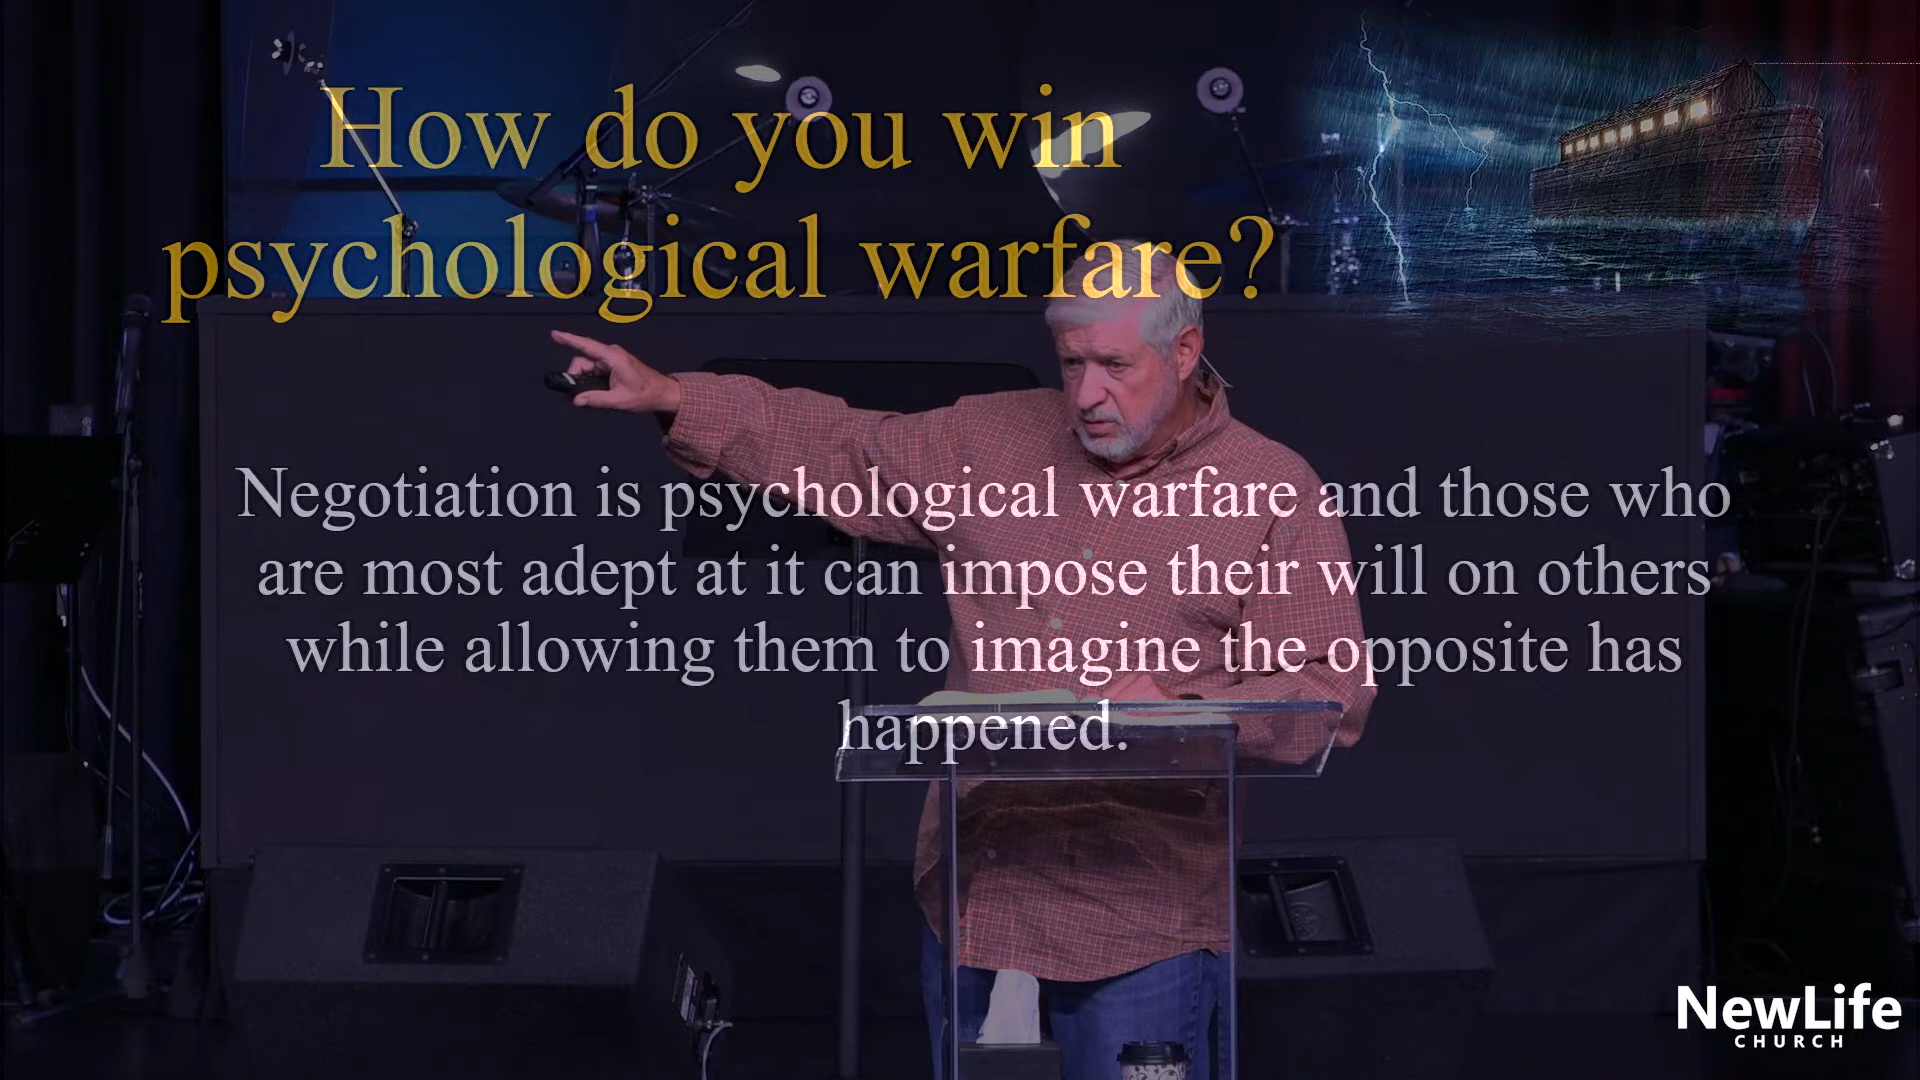 How do you win
psychological warfare?
Negotiation is psychological warfare and those who
are most adept at it can impose their will on others
while allowing them to imagine the opposite has
happened.
NewLife
CHURCH